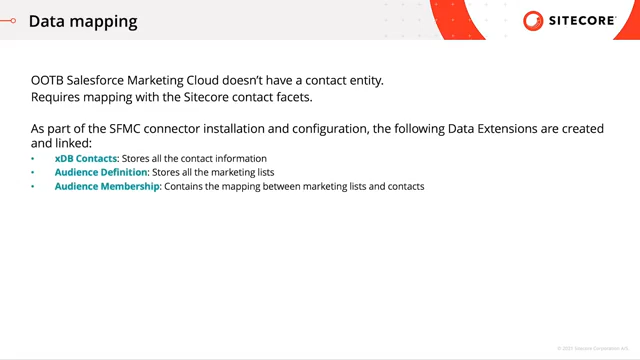 Data mapping
SITECORE
OOTB Salesforce Marketing Cloud doesn't have a contact entity.
Requires mapping with the Sitecore contact facets.
As part of the SFMC connector installation and configuration, the following Data Extensions are created
and linked:
• xDB Contacts: Stores all the contact information
• Audience Definition: Stores all the marketing lists
• Audience Membership: Contains the mapping between marketing lists and contacts
© 2021 Sitecore Corporation A/S.